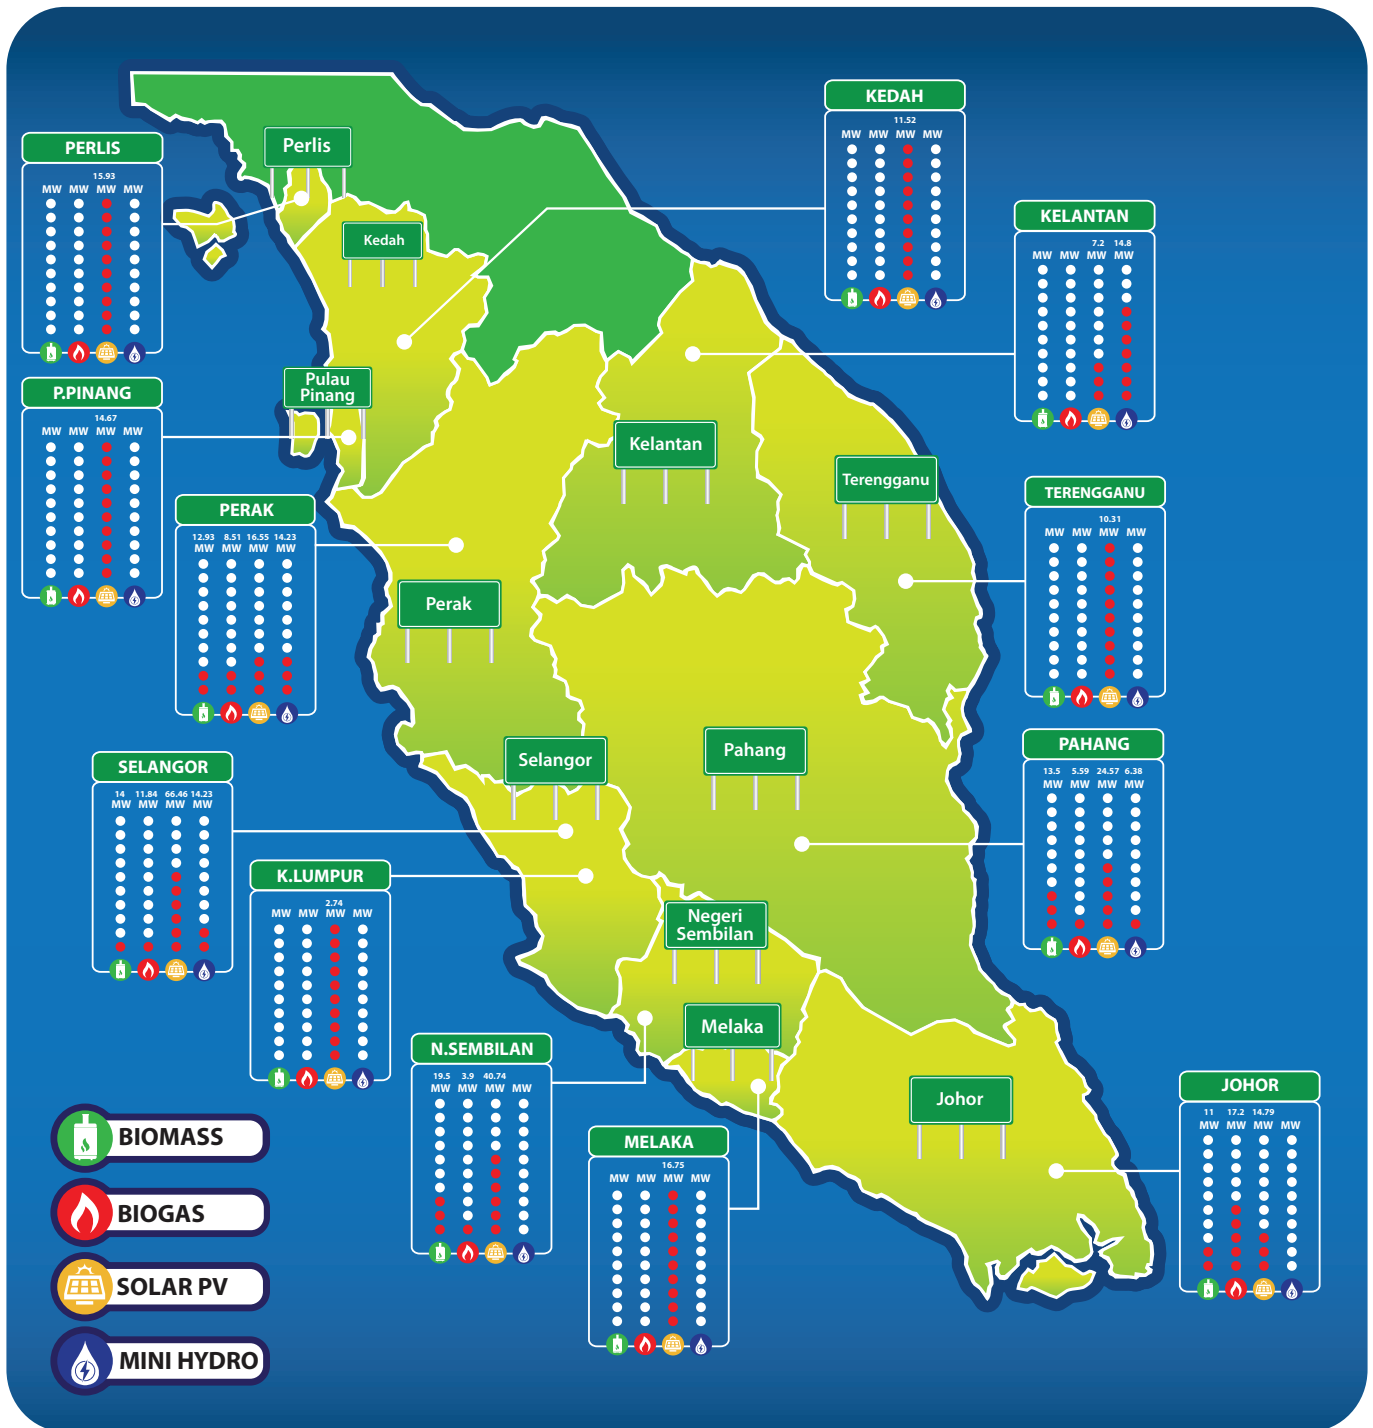 KEDAH
11.52
MW MW MW MW
PERLIS
15.93
MW MW MW MW
Perlis
Kedah
KELANTAN
7.2 14.8
MW MW MW MW
P.PINANG
14.67
MW MW MW MW
Pulau
Pinang
Kelantan
Terengganu
TERENGGANU
10.31
MW MW MW MW
PERAK
12.93 8.51 16.55 14.23
MW MW MW MW
Perak
Selangor
Pahang
PAHANG
13.5 5.59 24.57 6.38
MW MW MW MW
SELANGOR
14 11.84 66.46 14.23
MW MW MW MW
K.LUMPUR
2.74
MW MW MW MW
Negeri
Sembilan
Melaka
N.SEMBILAN
19.5 3.9 40.74
MW MW MW MW
Johor
JOHOR
11 17.2 14.79
MW MW MW MW
MELAKA
16.75
MW MW MW MW
BIOMASS
BIOGAS
SOLAR PV
MINI HYDRO